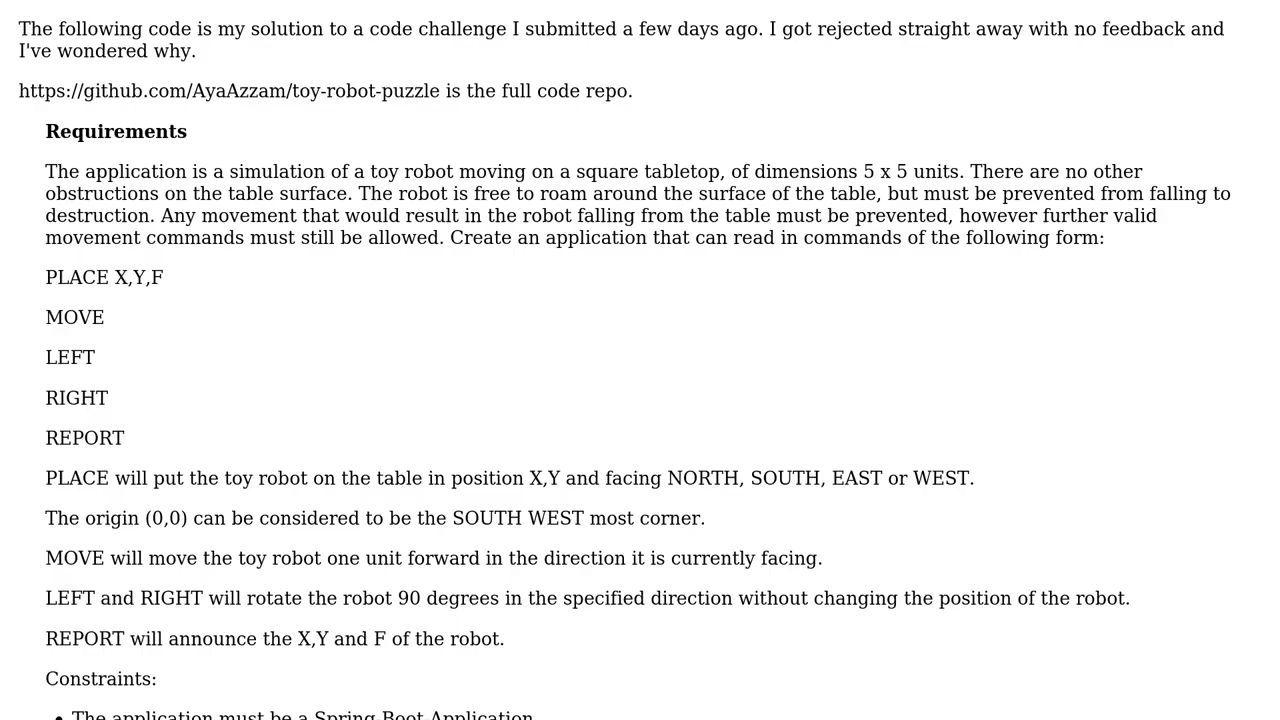 The following code is my solution to a code challenge I submitted a few days ago. I got rejected straight away with no feedback and
I've wondered why.
https://github.com/AyaAzzam/toy-robot-puzzle is the full code repo.
Requirements
The application is a simulation of a toy robot moving on a square tabletop, of dimensions 5 x 5 units. There are no other
obstructions on the table surface. The robot is free to roam around the surface of the table, but must be prevented from falling to
destruction. Any movement that would result in the robot falling from the table must be prevented, however further valid
movement commands must still be allowed. Create an application that can read in commands of the following form:
PLACE X,Y,F
MOVE
LEFT
RIGHT
REPORT
PLACE will put the toy robot on the table in position X,Y and facing NORTH, SOUTH, EAST or WEST.
The origin (0,0) can be considered to be the SOUTH WEST most corner.
MOVE will move the toy robot one unit forward in the direction it is currently facing.
LEFT and RIGHT will rotate the robot 90 degrees in the specified direction without changing the position of the robot.
REPORT will announce the X,Y and F of the robot.
Constraints:
• The application must be a Spring-Boot-Application